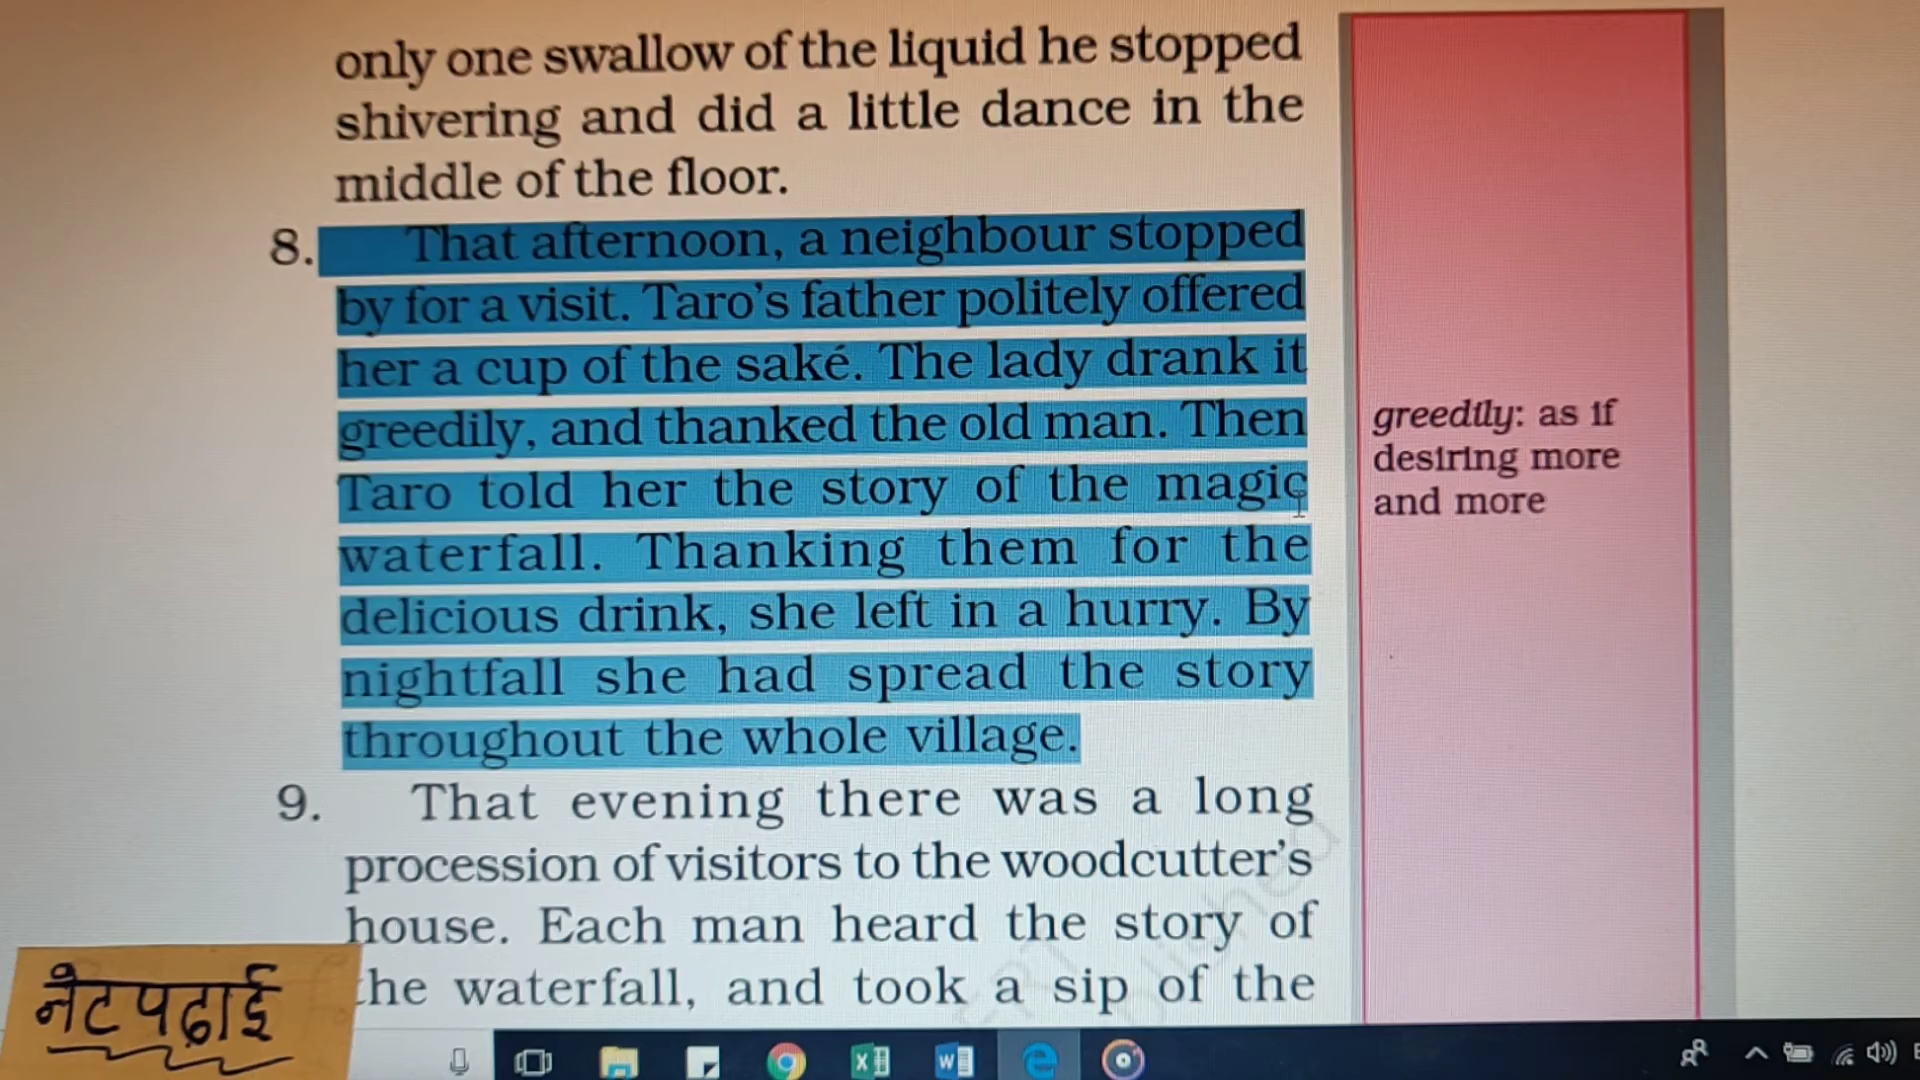 only one swallow of the liquid he stopped
shivering and did a little dance in the
middle of the floor.
8. That afternoon, a neighbour stopped
by for a visit. Taro's father politely offered
her a cup of the saké. The lady drank it
greedily, and thanked the old man. Then
Taro told her the story of the magic
waterfall. Thanking them for the
delicious drink, she left in a hurry. By
nightfall she had spread the story
throughout the whole village.
greedily: as if
desiring more
and more
9. That evening there was a long
procession of visitors to the woodcutter's
house. Each man heard the story of
the waterfall, and took a sip of the
नेटपढाई